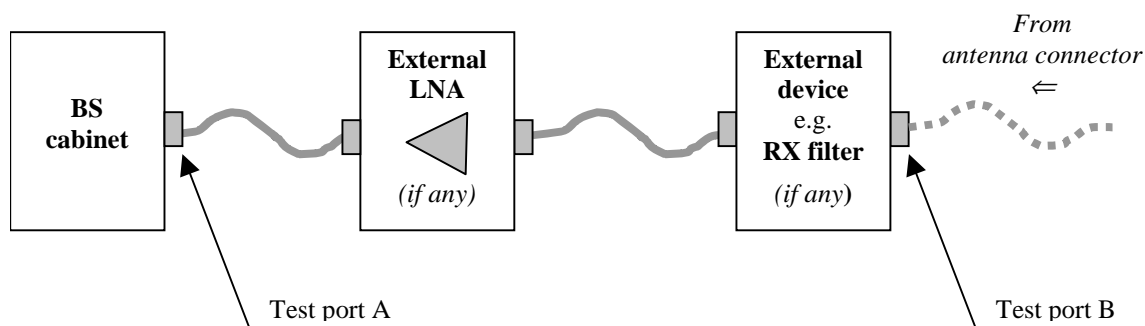 BS
cabinet
External
LNA
(if any)
External
device
e.g.
RX filter
(if any)
From
antenna connector
⇐
Test port A
Test port B